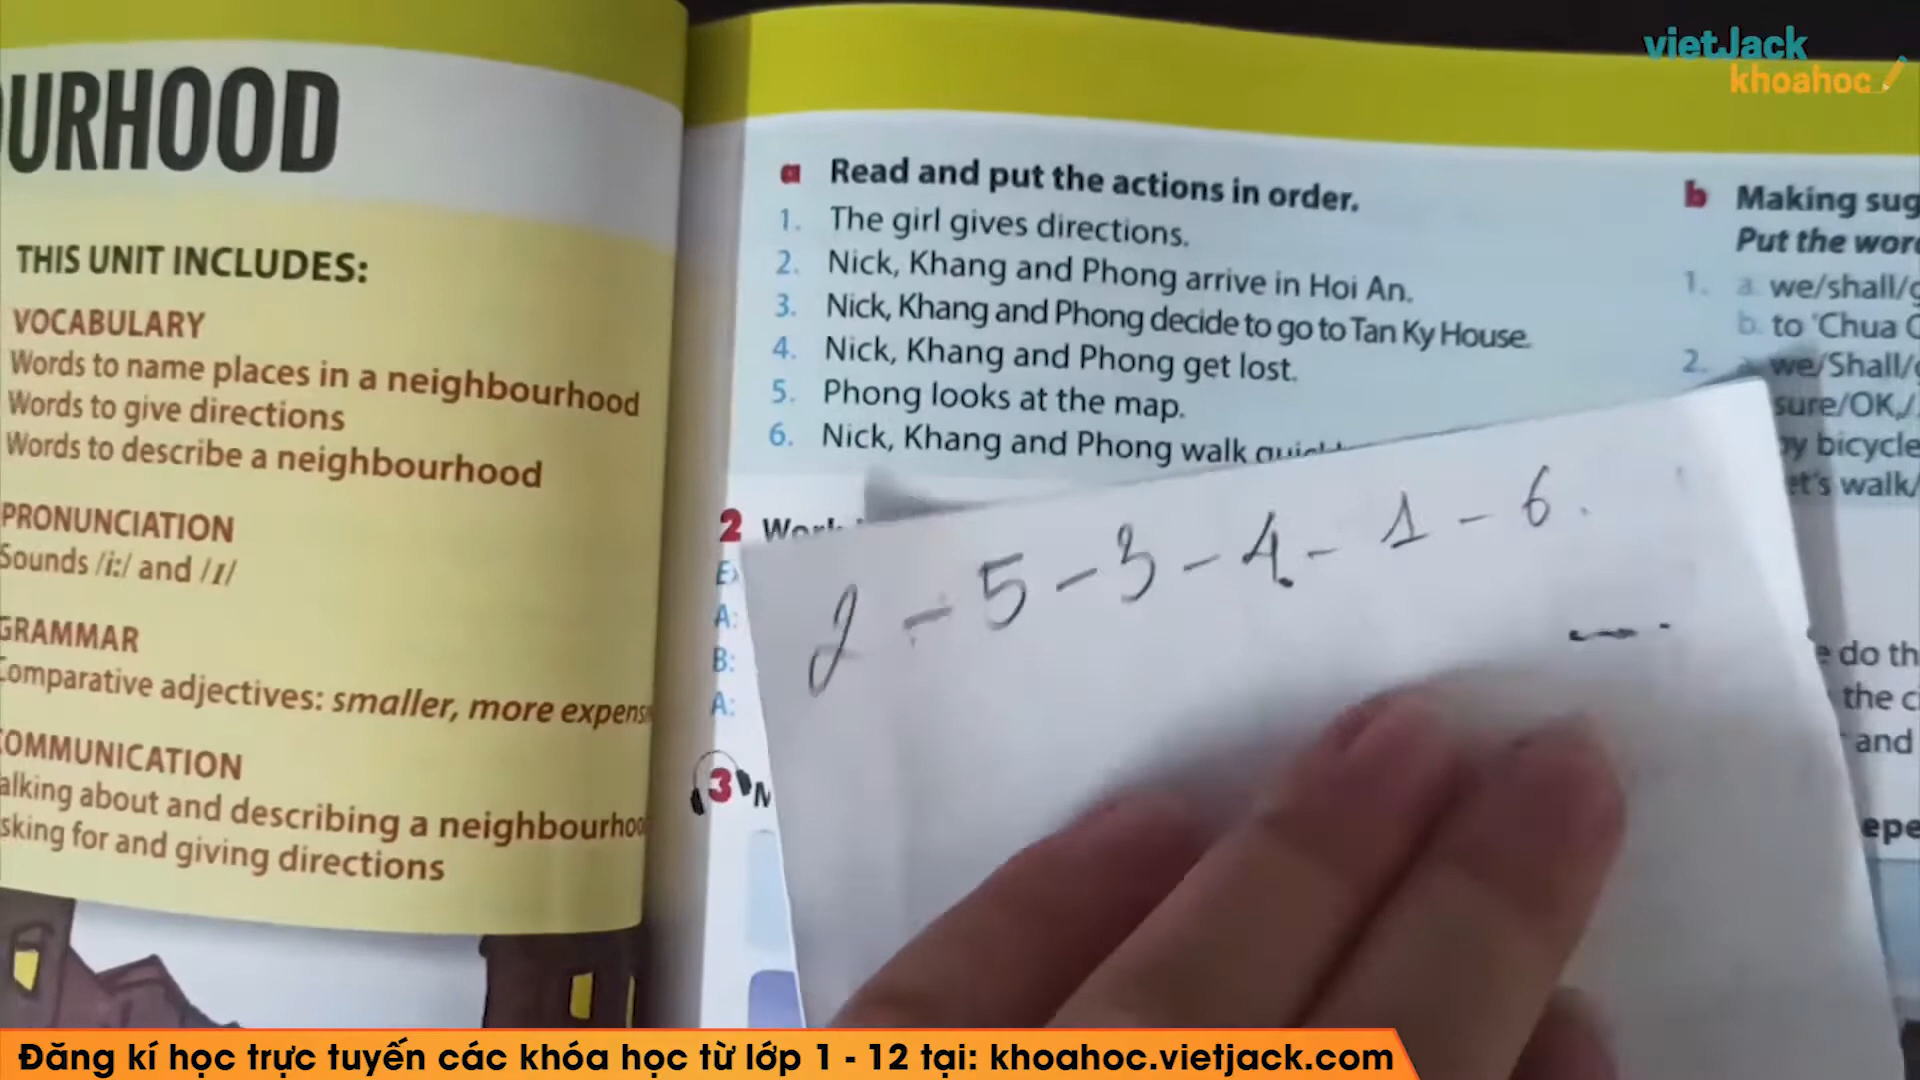 vietJack
khoahoc
URHOOD
THIS UNIT INCLUDES:
VOCABULARY
Words to name places in a neighbourhood
Words to give directions
Words to describe a neighbourhood
PRONUNCIATION
Sounds /i:/ and /ɪ/
GRAMMAR
Comparative adjectives: smaller, more expens
COMMUNICATION
alking about and describing a neighbourhoo
sking for and giving directions
a Read and put the actions in order.
1. The girl gives directions.
2. Nick, Khang and Phong arrive in Hoi An.
3. Nick, Khang and Phong decide to go to Tan Ky House.
4. Nick, Khang and Phong get lost.
5. Phong looks at the map.
6. Nick, Khang and Phong walk
2 Work
A:
B:
A:
3
2 - 5 - 3 - 4 - 1 - 6.
b Making sug
Put the wor
1. a. we/shall/g
b. to 'Chua C
2. a. we/Shall/g
sure/OK,/
by bicycle
et's walk/
e do th
the c
and
epe
Đăng kí học trực tuyến các khóa học từ lớp 1 - 12 tại: khoahoc.vietjack.com